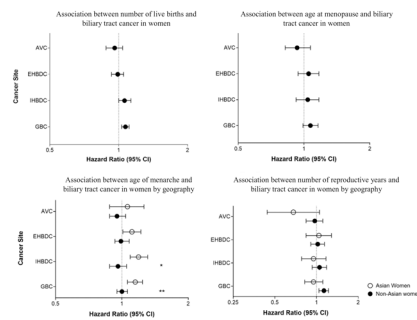 Association between number of live births and
biliary tract cancer in women
Cancer Site
AVC
EHBDC
IHBDC
GBC
0.5
1
2
Hazard Ratio (95% CI)
Association between age at menopause and biliary
tract cancer in women
AVC
EHBDC
IHBDC
GBC
0.5
1
2
Hazard Ratio (95% CI)
Association between age of menarche and
biliary tract cancer in women by geography
Cancer Site
AVC
EHBDC
IHBDC
GBC
*
**
0.5
1
2
Hazard Ratio (95% CI)
Association between number of reproductive years and
biliary tract cancer in women by geography
AVC
EHBDC
IHBDC
GBC
0.25
1
2
Hazard Ratio (95% CI)
Asian Women
Non-Asian women